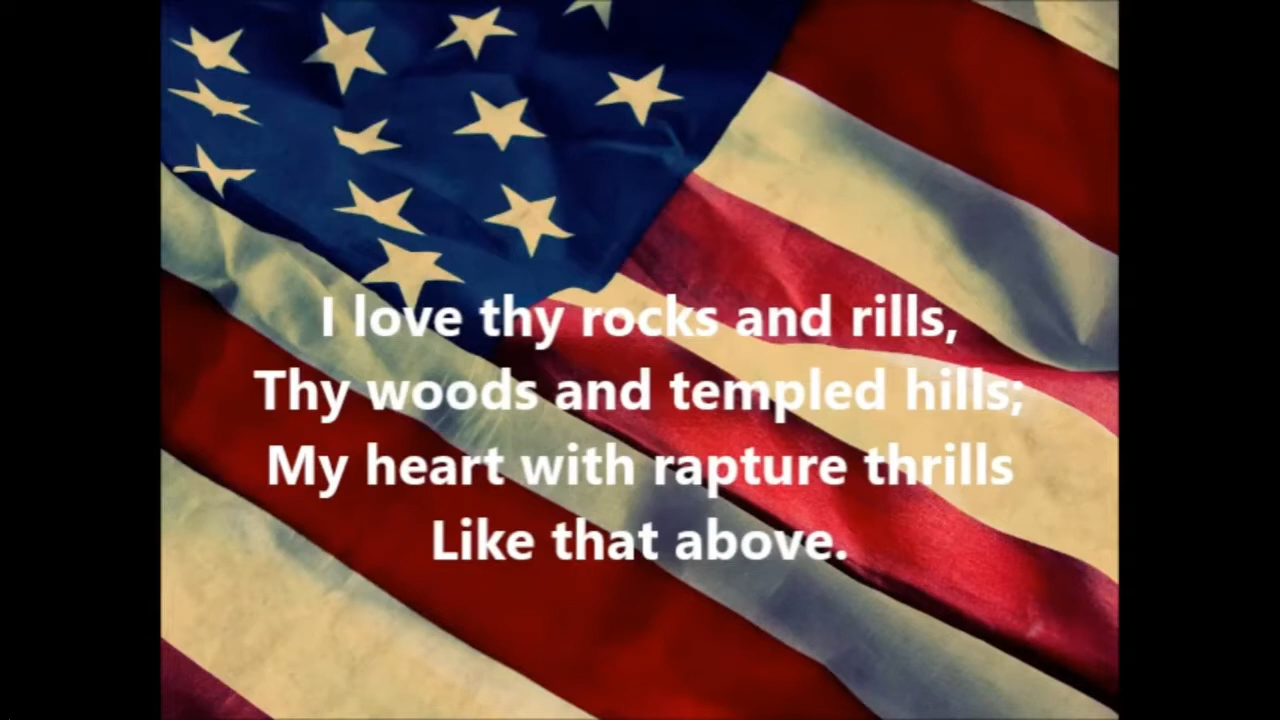 I love thy rocks and rills,
Thy woods and templed hills;
My heart with rapture thrills
Like that above.